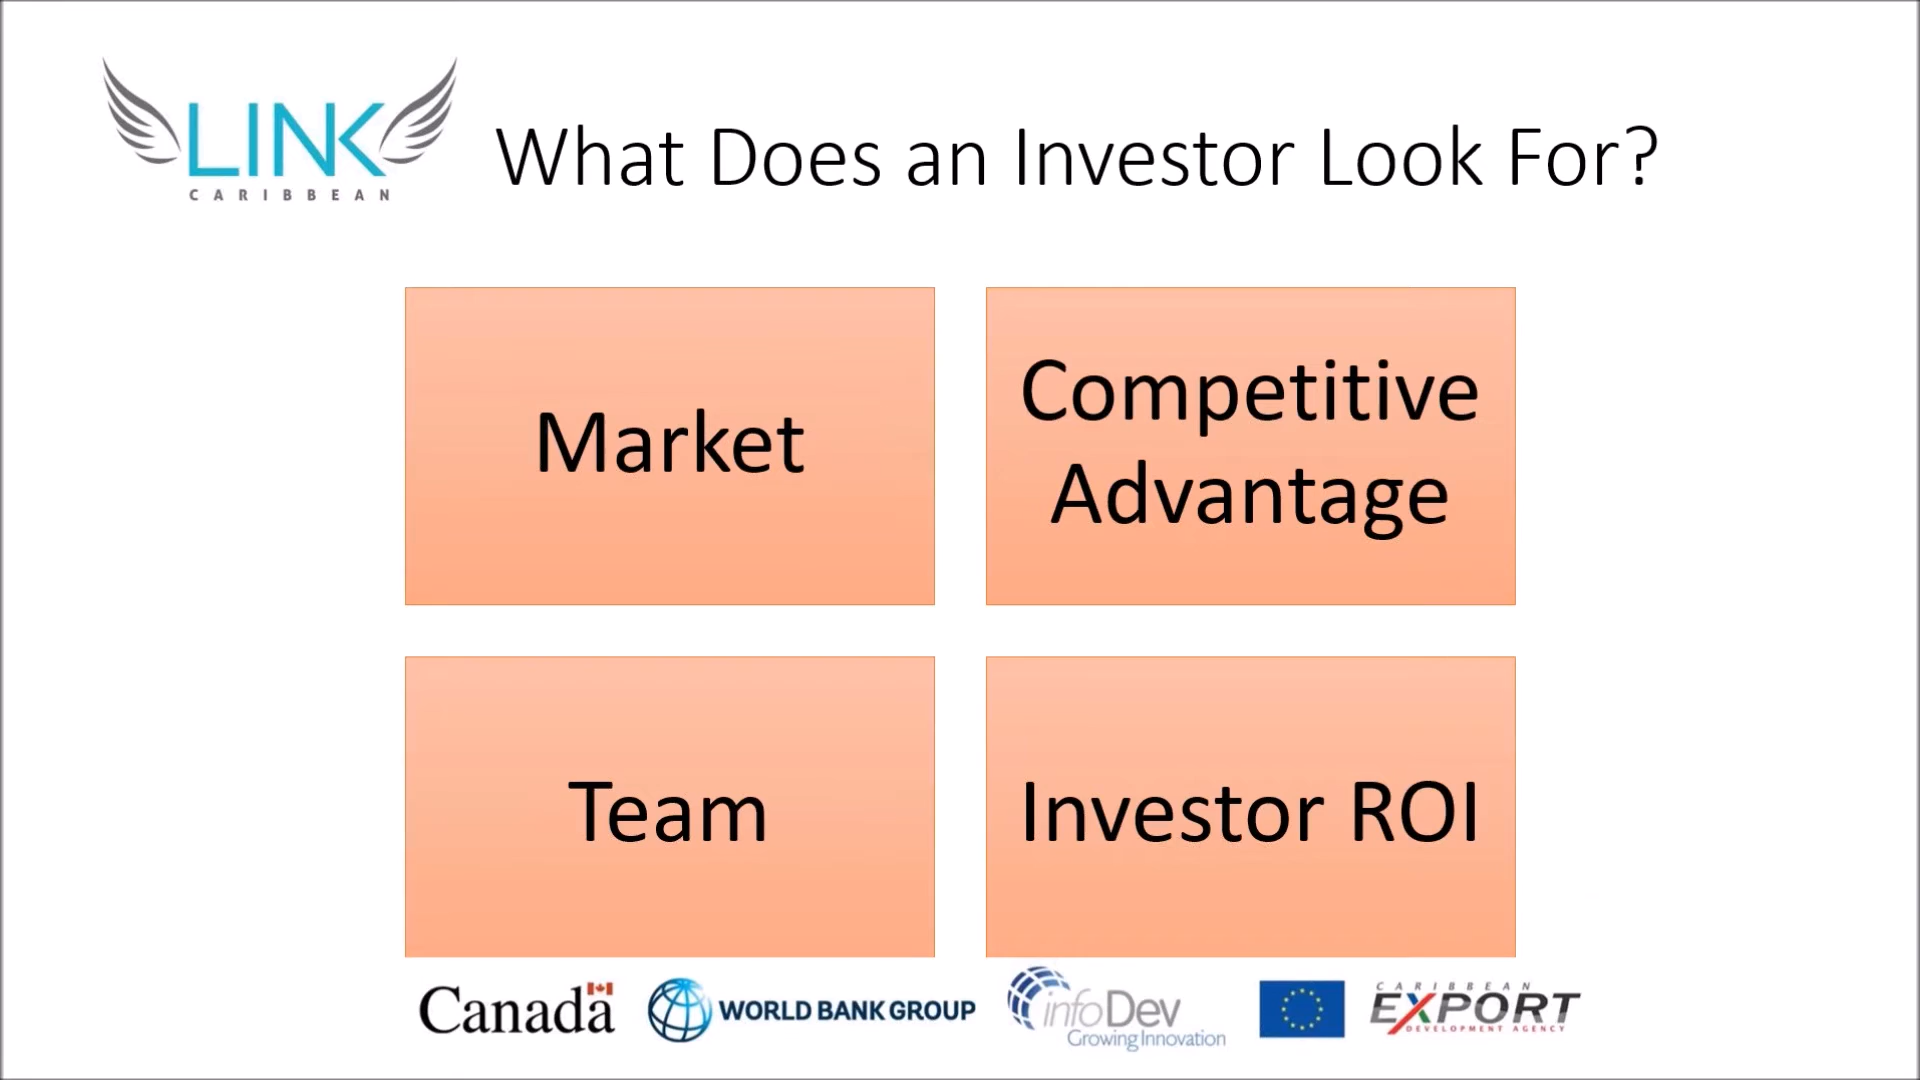 LINK
CARIBBEAN
What Does an Investor Look For?
Market
Competitive
Advantage
Team
Investor ROI
Canada
WORLD BANK GROUP
infoDev
Growing Innovation
CARIBBEAN
EXPORT
DEVELOPMENT AGENCY